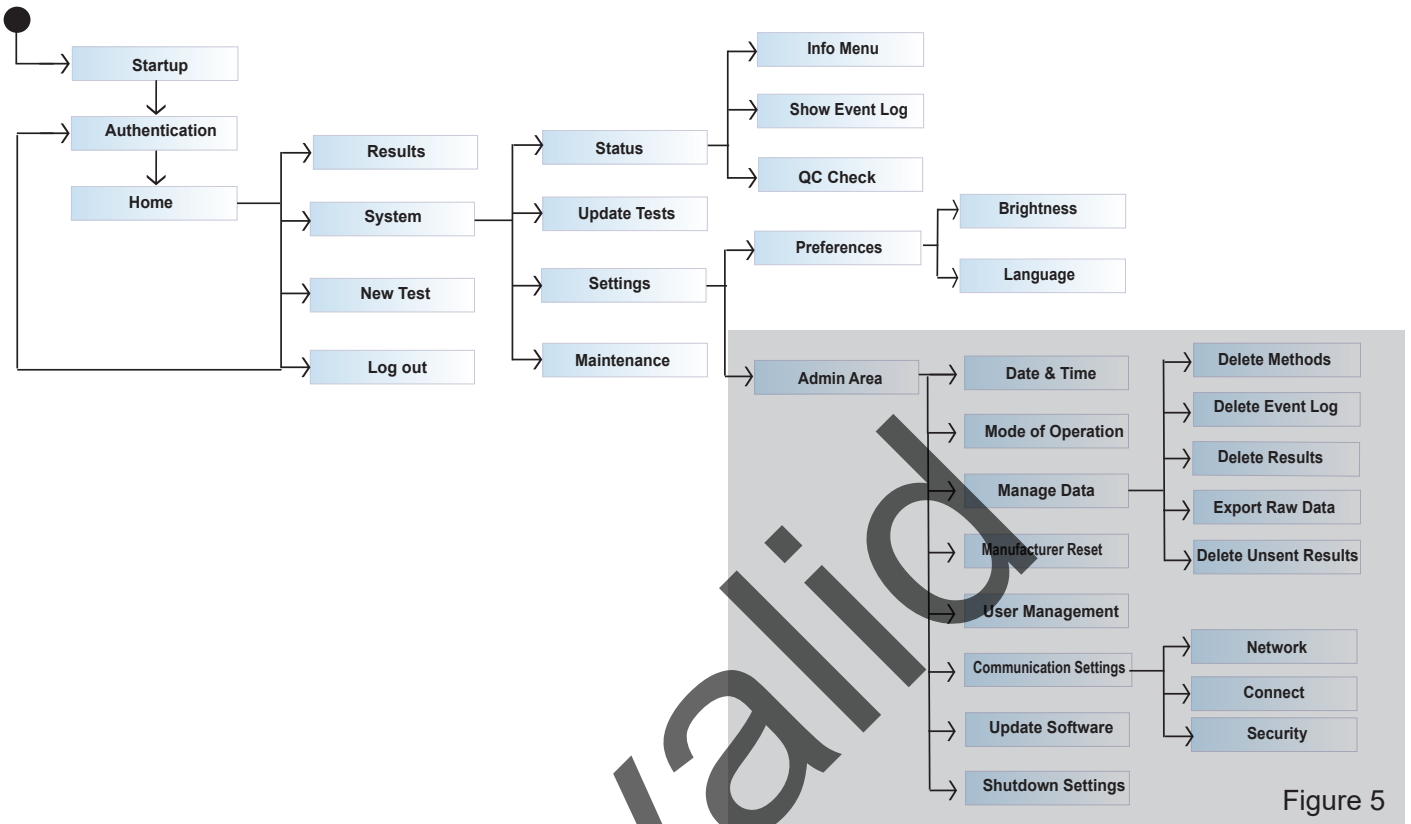 Startup
Authentication
Home
Results
System
New Test
Log out
Status
Update Tests
Settings
Maintenance
Info Menu
Show Event Log
QC Check
Preferences
Brightness
Language
Admin Area
Date & Time
Mode of Operation
Manage Data
Manufacturer Reset
User Management
Communication Settings
Update Software
Shutdown Settings
Delete Methods
Delete Event Log
Delete Results
Export Raw Data
Delete Unsent Results
Network
Connect
Security
valid
Figure 5